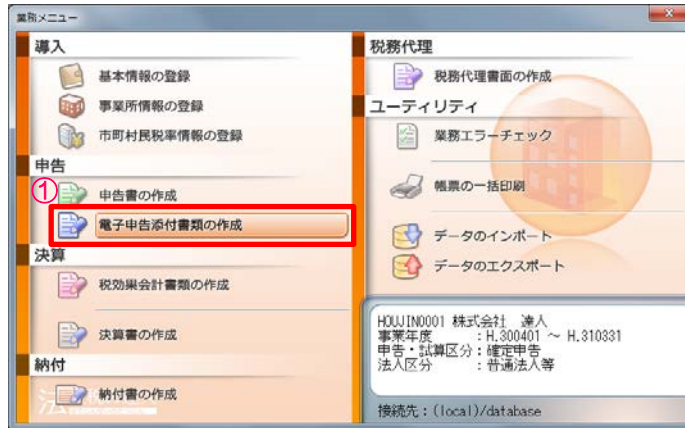 業務メニュー
導入
基本情報の登録
事業所情報の登録
市町村民税率情報の登録
申告
①
申告書の作成
電子申告添付書類の作成
決算
税効果会計書類の作成
決算書の作成
納付
納付書の作成
税務代理
税務代理書面の作成
ユーティリティ
業務エラーチェック
帳票の一括印刷
データのインポート
データのエクスポート
HOUJIN0001 株式会社 達人
事業年度 :H.300401 ～ H.310331
申告・試算区分:確定申告
法人区分 :普通法人等
接続先:(local)/database